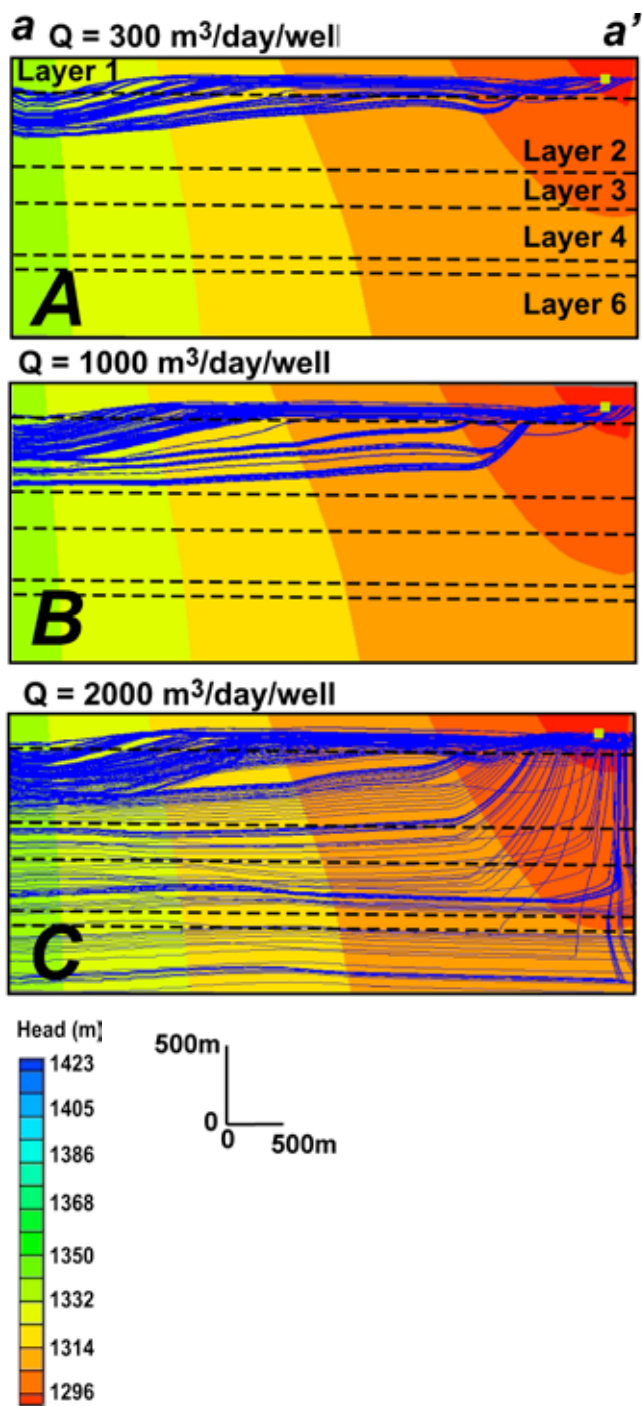 a Q = 300 m³/day/well a’
Layer 1
Layer 2
Layer 3
Layer 4
Layer 6
A
Q = 1000 m³/day/well
B
Q = 2000 m³/day/well
C
Head (m)
1423
1405
1386
1368
1350
1332
1314
1296
500m
0
0 500m